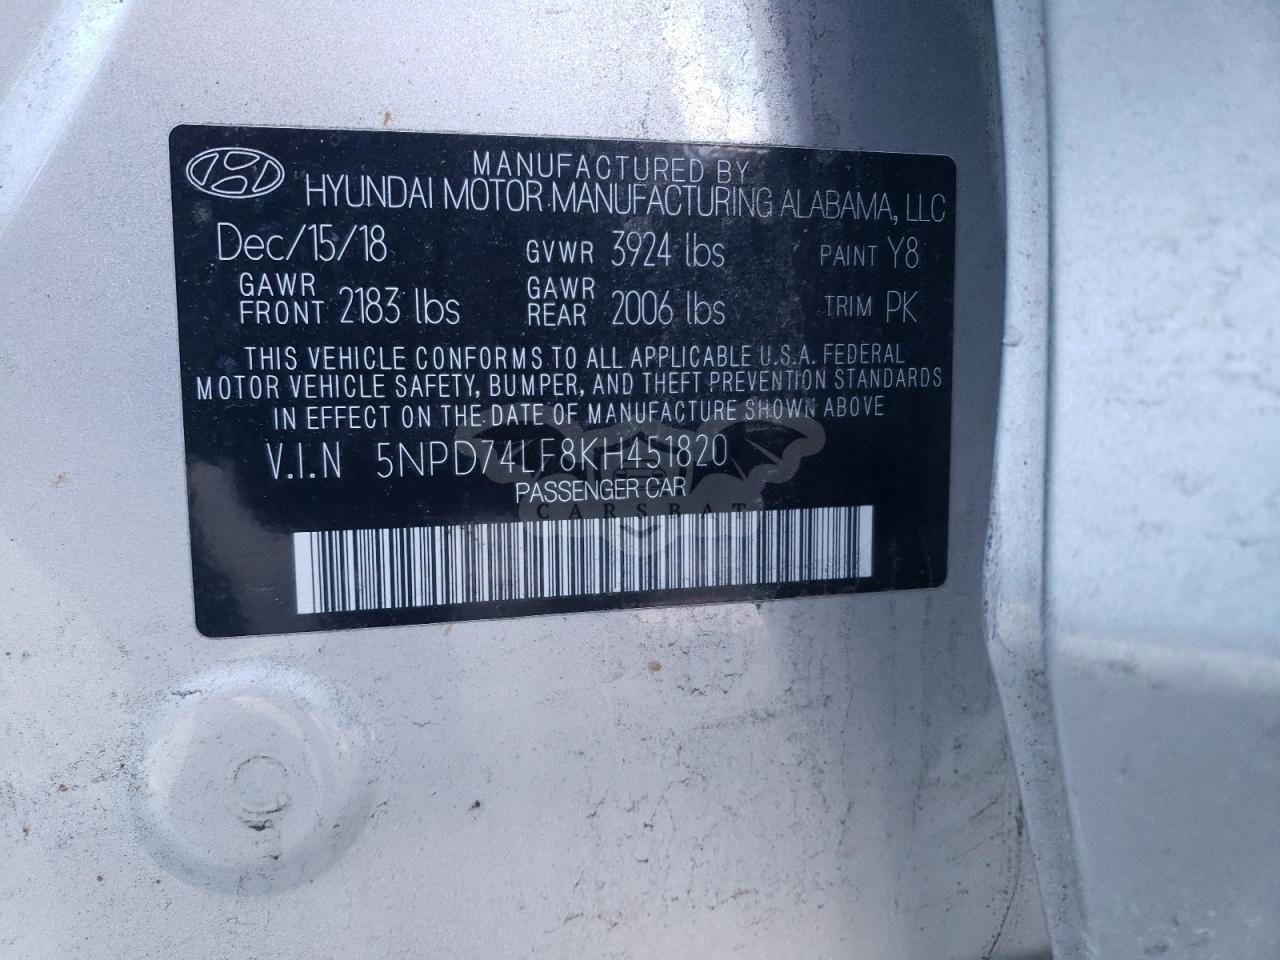 MANUFACTURED BY
HYUNDAI MOTOR MANUFACTURING ALABAMA, LLC
Dec/15/18 GVWR 3924 lbs PAINT Y8
GAWR FRONT 2183 lbs GAWR REAR 2006 lbs TRIM PK
THIS VEHICLE CONFORMS TO ALL APPLICABLE U.S.A. FEDERAL
MOTOR VEHICLE SAFETY, BUMPER, AND THEFT PREVENTION STANDARDS
IN EFFECT ON THE DATE OF MANUFACTURE SHOWN ABOVE
V.I.N 5NPD74LF8KH451820
PASSENGER CAR
CARSBAT